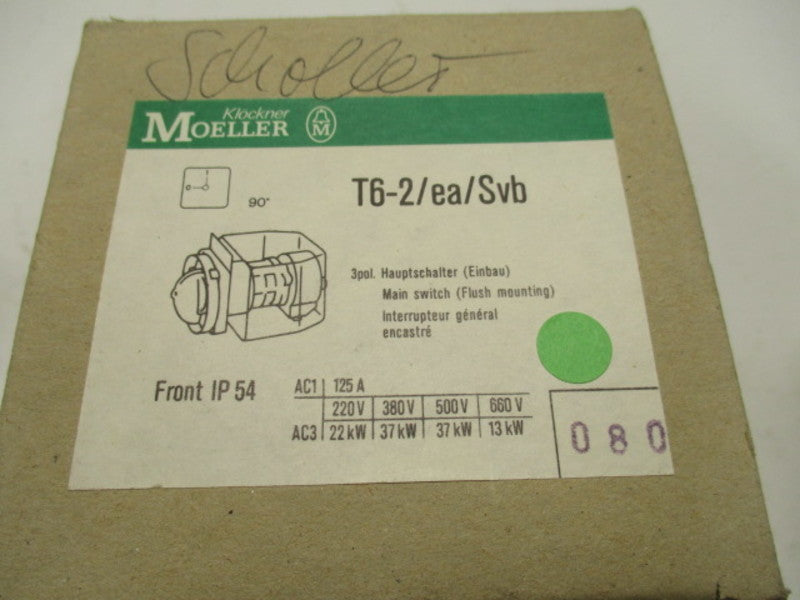 Scholler
Klöckner
MOELLER M
90°
T6-2/ea/Svb
3pol. Hauptschalter (Einbau)
Main switch (Flush mounting)
Interrupteur général
encastré
Front IP 54
AC1 125 A
220 V 380 V 500 V 660 V
AC3 22 kW 37 kW 37 kW 13 kW
080